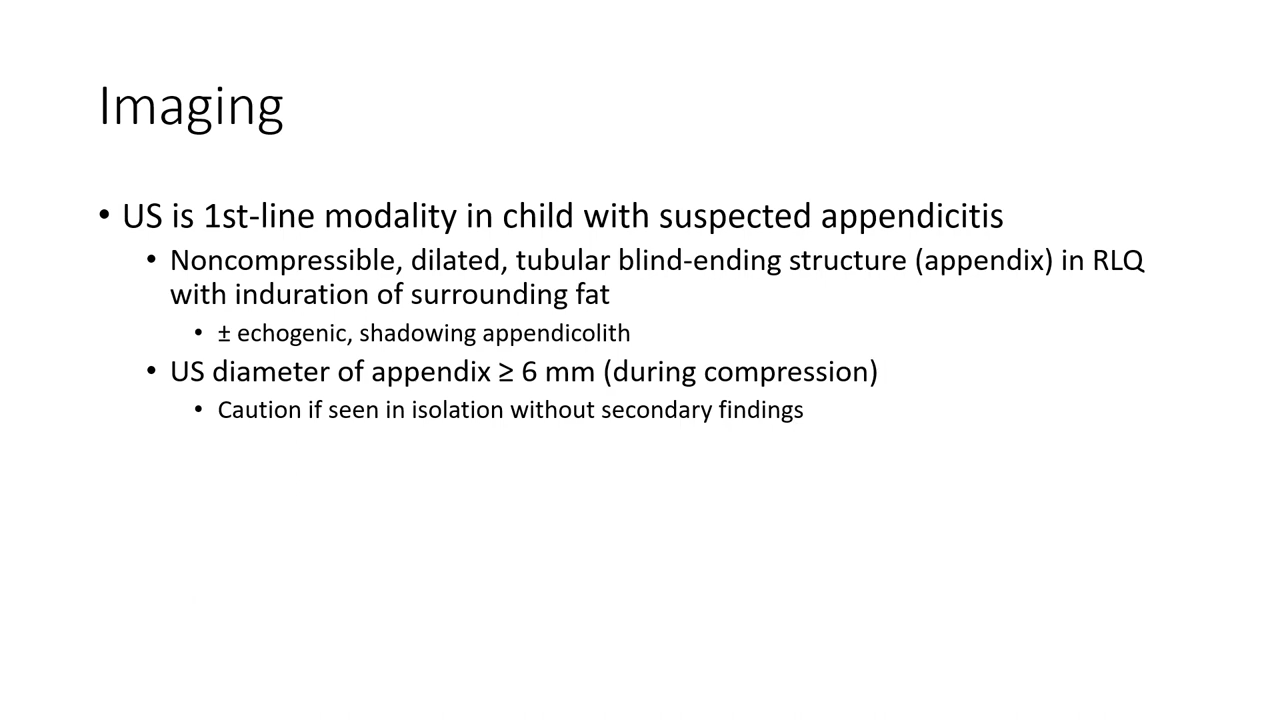 Imaging
• US is 1st-line modality in child with suspected appendicitis
• Noncompressible, dilated, tubular blind-ending structure (appendix) in RLQ
with induration of surrounding fat
• ± echogenic, shadowing appendicolith
• US diameter of appendix ≥ 6 mm (during compression)
• Caution if seen in isolation without secondary findings